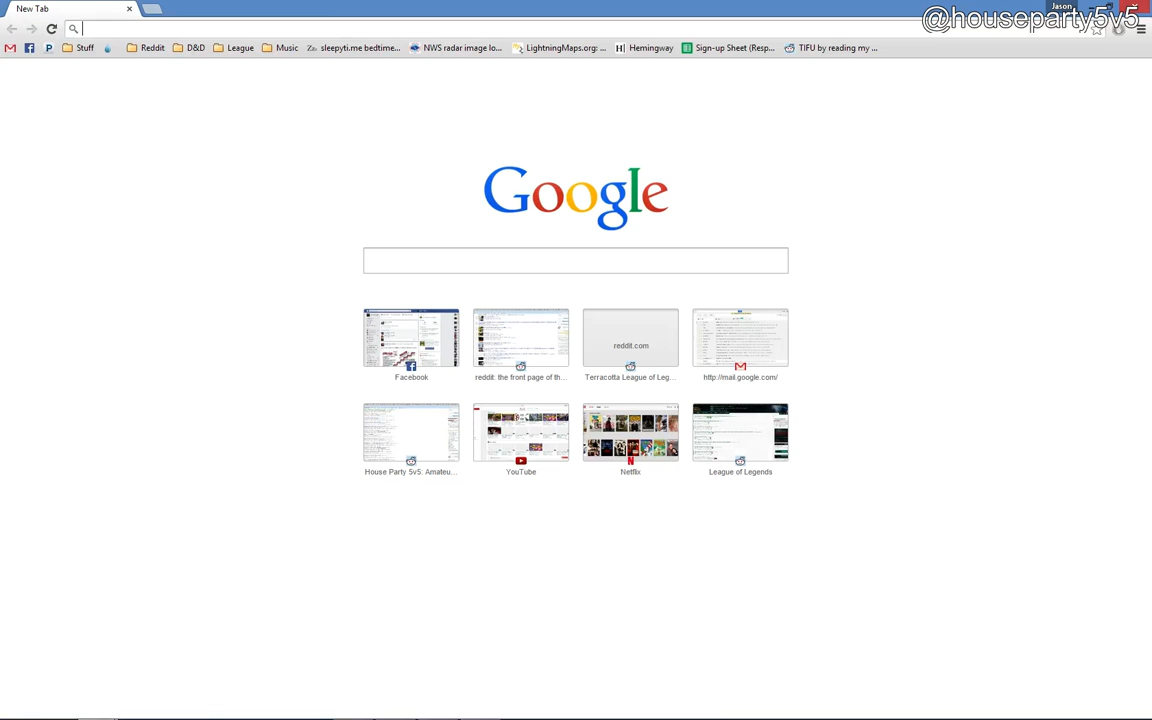 New Tab
Jason
@houseparty5v5
Stuff Reddit D&D League Music sleepyti.me bedtime... NWS radar image lo... LightningMaps.org: ... Hemingway Sign-up Sheet (Resp... TIFU by reading my ...
Google
reddit.com
Facebook reddit: the front page of th... Terracotta League of Leg... http://mail.google.com/
House Party 5v5: Amateu... YouTube Netflix League of Legends